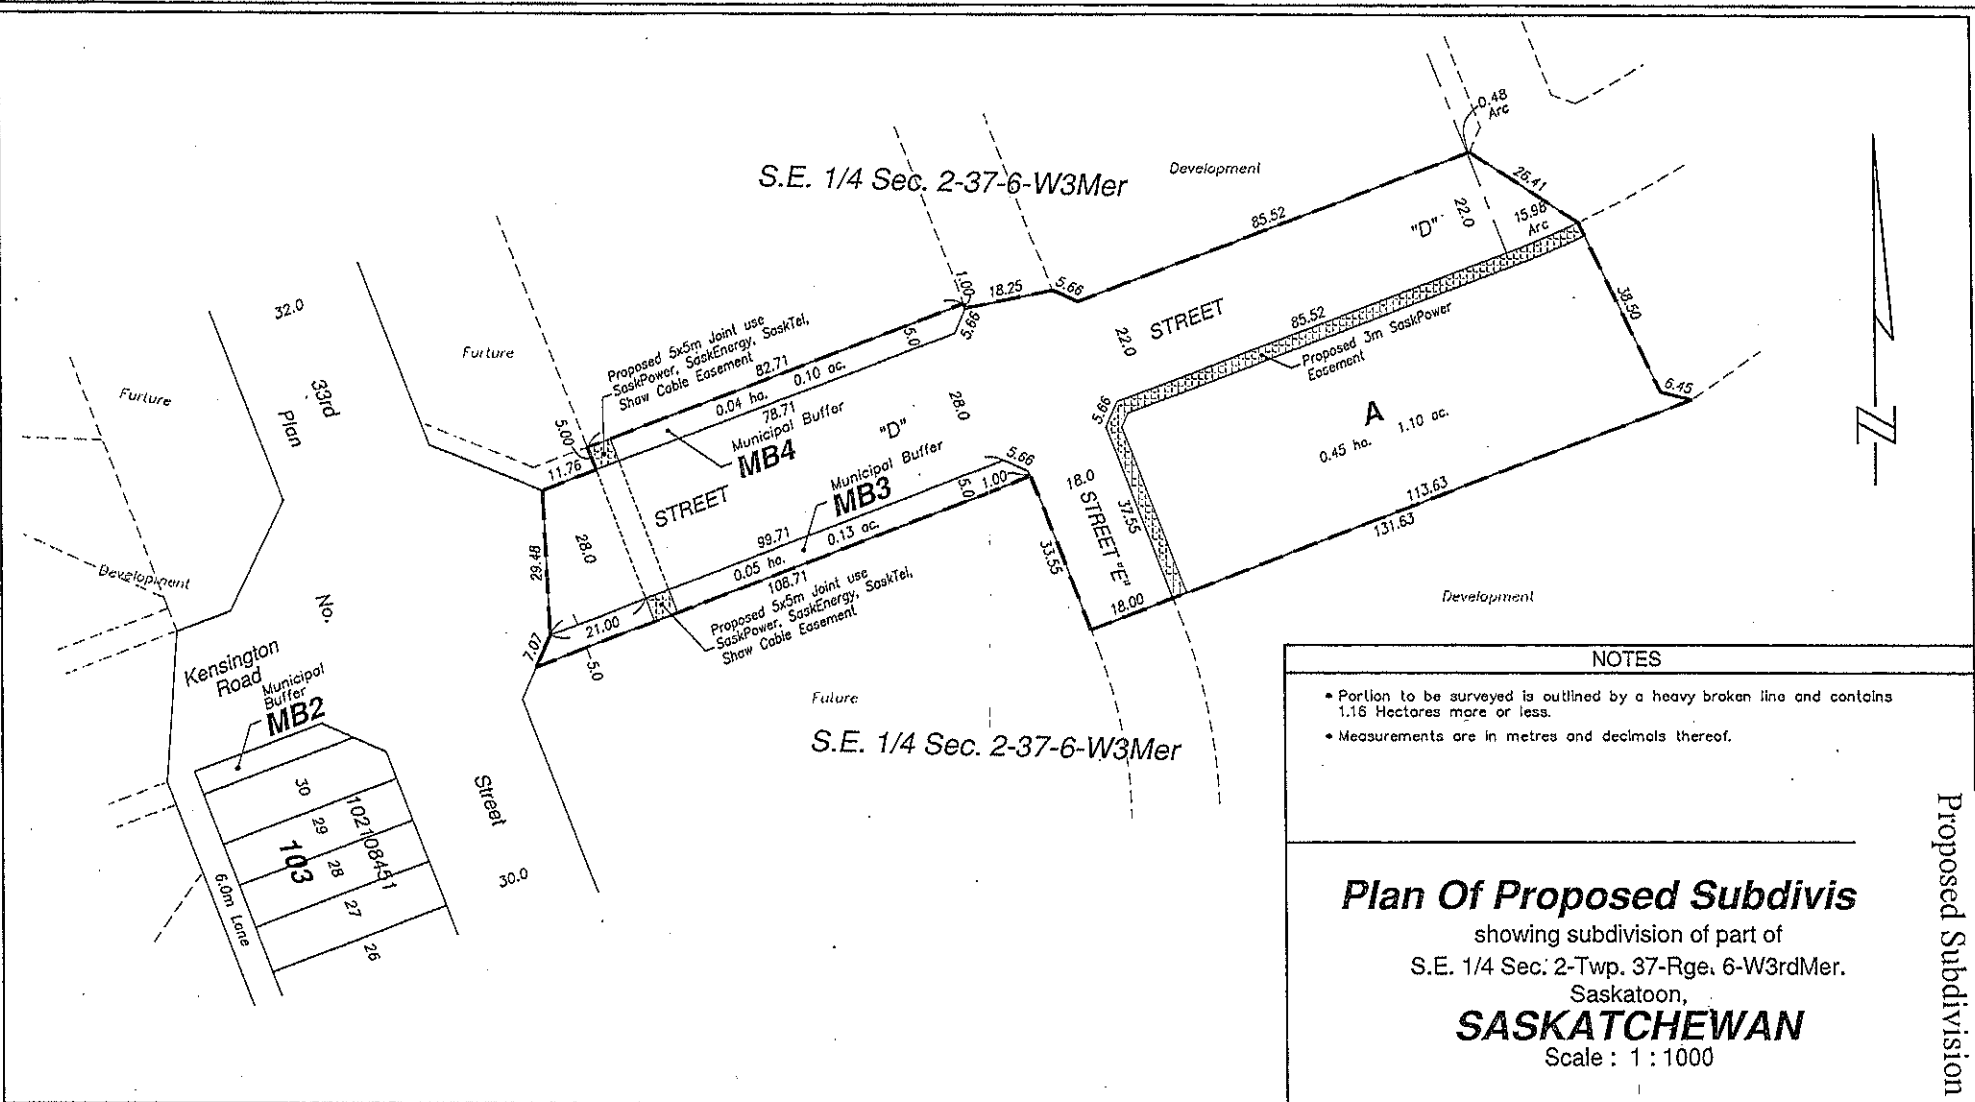 S.E. 1/4 Sec. 2-37-6-W3Mer
Development
0.48
Arc
26.41
15.98
Arc
22.0
"D"
85.52
1.00
18.25
5.66
5.66
32.0
Furture
Furture
33rd
Plan
No.
Proposed 5x5m Joint use
SaskPower, SaskEnergy, SaskTel,
Shaw Cable Easement
82.71
0.04 ha.
0.10 ac.
78.71
5.0
Municipal Buffer
MB4
5.00
11.76
STREET
"D"
28.0
22.0
STREET
85.52
Proposed 3m SaskPower
Easement
38.50
6.45
A
0.45 ha.
1.10 ac.
113.63
131.63
5.66
18.0
STREET "E"
37.55
33.55
18.00
Municipal Buffer
MB3
5.66
5.0
1.00
99.71
0.05 ha.
0.13 ac.
108.71
Proposed 5x5m Joint use
SaskPower, SaskEnergy, SaskTel,
Shaw Cable Easement
28.0
29.48
7.07
21.00
5.0
Development
Kensington
Road
Municipal
Buffer
MB2
30
29
28
27
26
103
102108451
6.0m Lane
Street
30.0
Future
Development
S.E. 1/4 Sec. 2-37-6-W3Mer
NOTES
• Portion to be surveyed is outlined by a heavy broken line and contains
1.16 Hectares more or less.
• Measurements are in metres and decimals thereof.
Plan Of Proposed Subdivis
showing subdivision of part of
S.E. 1/4 Sec. 2-Twp. 37-Rge. 6-W3rdMer.
Saskatoon,
SASKATCHEWAN
Scale : 1 : 1000
Proposed Subdivision
N